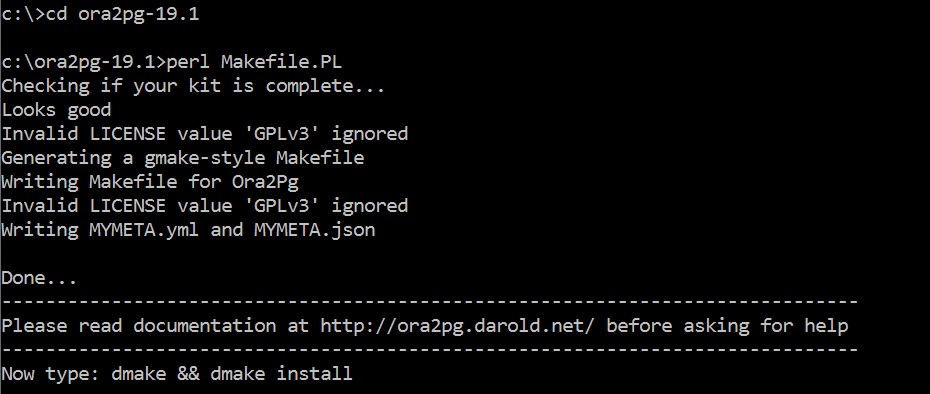 c:\>cd ora2pg-19.1
c:\ora2pg-19.1>perl Makefile.PL
Checking if your kit is complete...
Looks good
Invalid LICENSE value 'GPLv3' ignored
Generating a gmake-style Makefile
Writing Makefile for Ora2Pg
Invalid LICENSE value 'GPLv3' ignored
Writing MYMETA.yml and MYMETA.json
Done...
------------------------------------------------------------------------------
Please read documentation at http://ora2pg.darold.net/ before asking for help
------------------------------------------------------------------------------
Now type: dmake && dmake install